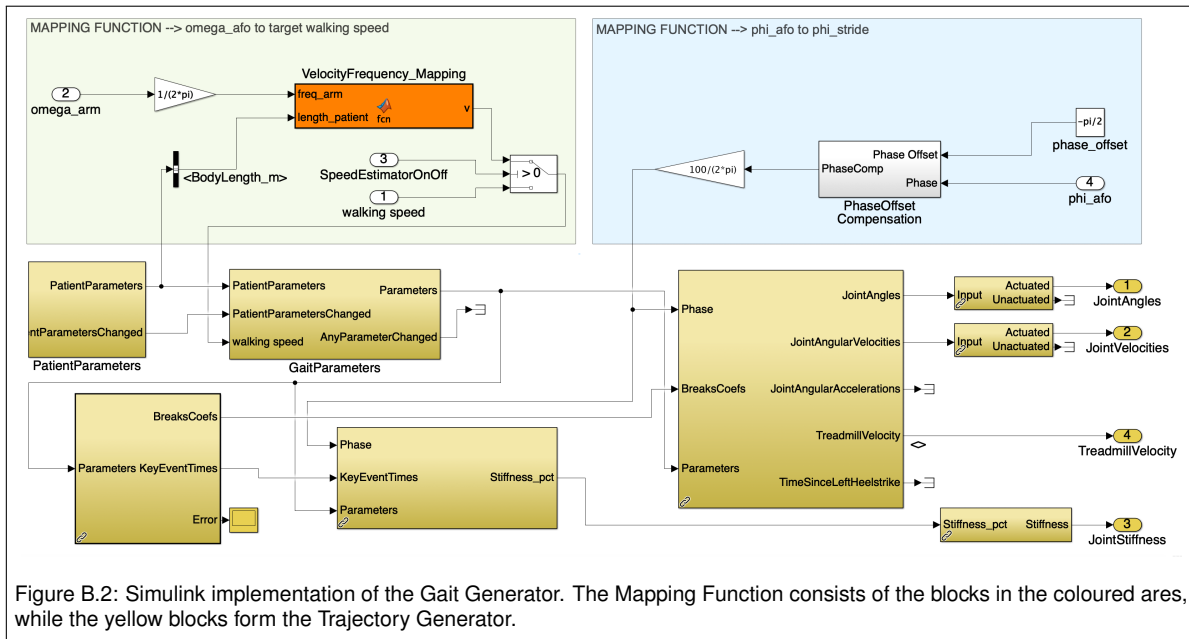 MAPPING FUNCTION --> omega_afo to target walking speed
VelocityFrequency_Mapping
2
omega_arm
1/(2*pi)
freq_arm
length_patient
fcn
v
<BodyLength_m>
3
SpeedEstimatorOnOff
1
walking speed
> 0
MAPPING FUNCTION --> phi_afo to phi_stride
100/(2*pi)
PhaseComp
Phase Offset
Phase
PhaseOffset
Compensation
-pi/2
phase_offset
4
phi_afo
PatientParameters
ntParametersChanged
PatientParameters
PatientParameters
PatientParametersChanged
walking speed
Parameters
AnyParameterChanged
GaitParameters
Parameters
BreaksCoefs
KeyEventTimes
Error
Phase
KeyEventTimes
Parameters
Stiffness_pct
Phase
BreaksCoefs
Parameters
JointAngles
JointAngularVelocities
JointAngularAccelerations
TreadmillVelocity
TimeSinceLeftHeelstrike
Input
Actuated
Unactuated
1
JointAngles
Input
Actuated
Unactuated
2
JointVelocities
4
TreadmillVelocity
Stiffness_pct
Stiffness
3
JointStiffness
Figure B.2: Simulink implementation of the Gait Generator. The Mapping Function consists of the blocks in the coloured ares,
while the yellow blocks form the Trajectory Generator.